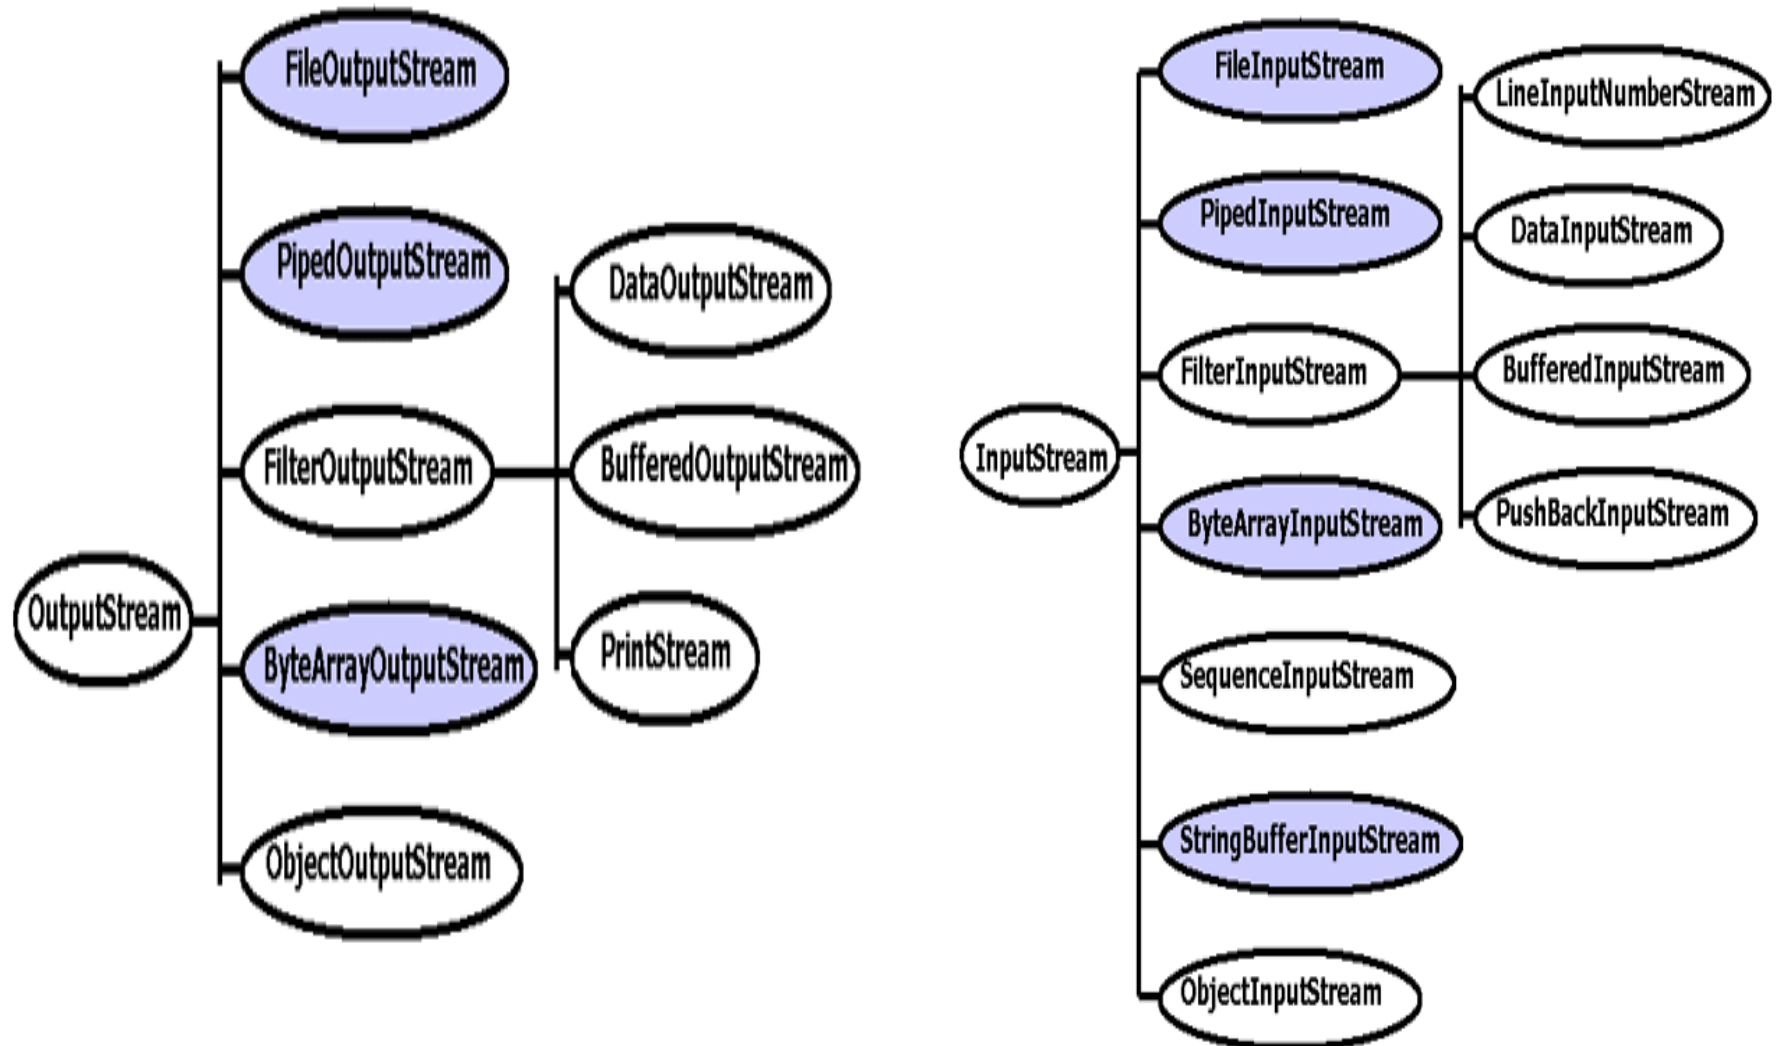 FileOutputStream
PipedOutputStream
DataOutputStream
FilterOutputStream
BufferedOutputStream
OutputStream
ByteArrayOutputStream
PrintStream
ObjectOutputStream
FileInputStream
LineInputNumberStream
PipedInputStream
DataInputStream
FilterInputStream
BufferedInputStream
InputStream
ByteArrayInputStream
PushBackInputStream
SequenceInputStream
StringBufferInputStream
ObjectInputStream